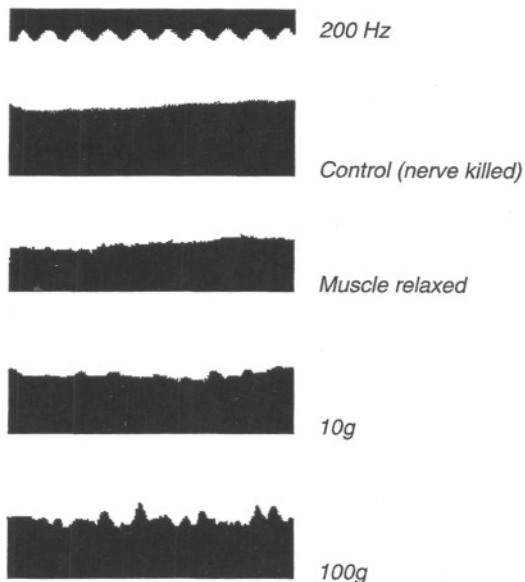 200 Hz
Control (nerve killed)
Muscle relaxed
10g
100g